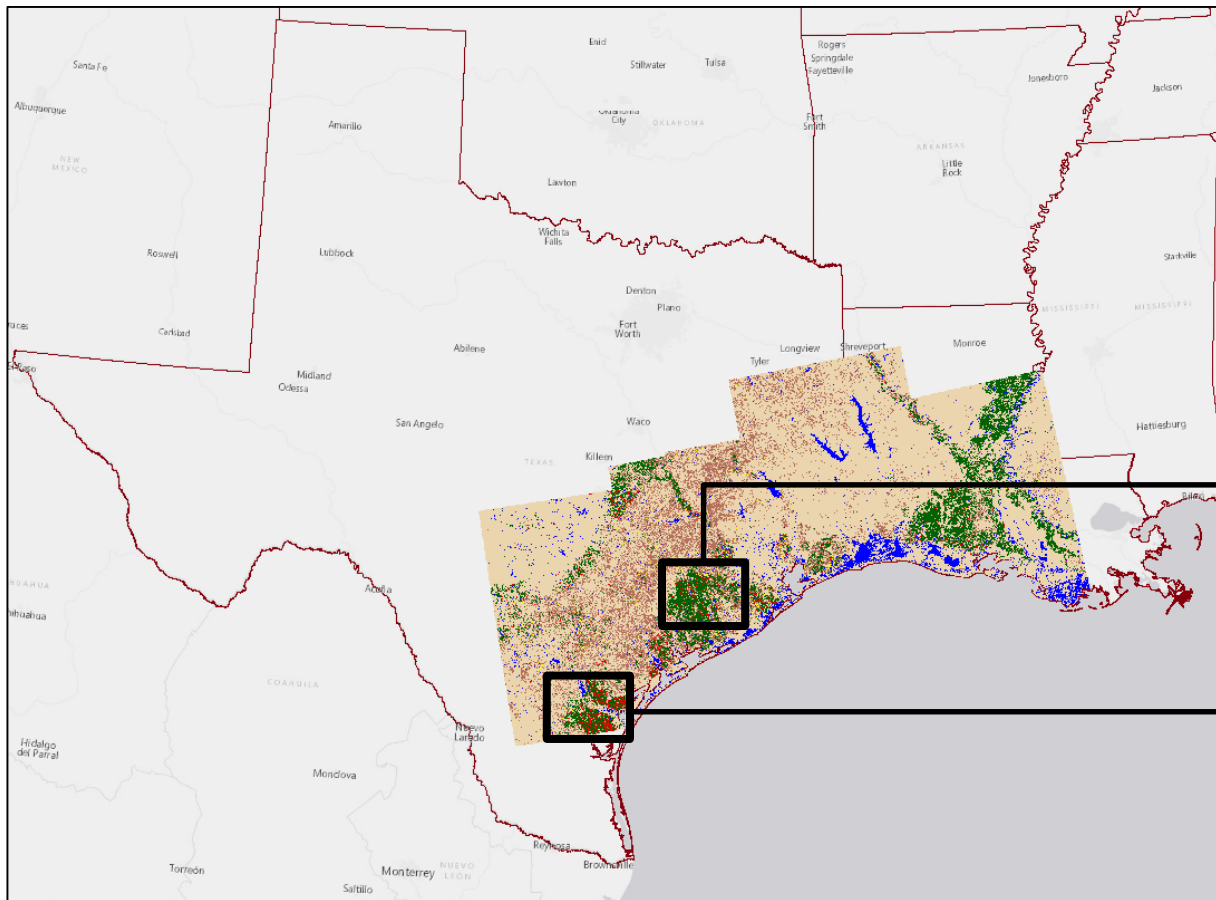 Rogers
Springdale
Fayetteville
Enid
Stillwater
Tulsa
Jonesboro
Jackson
Santa Fe
Albuquerque
Amarillo
City
OKLAHOMA
Fort
Smith
NEW
MEXICO
ARKANSAS
Little
Rock
Lawton
Wichita
Falls
Roswell
Lubbock
Starkville
Denton
Plano
MISSISSIPPI
MISSISSIPPI
Carlsbad
Fort
Worth
Abilene
Tyler
Longview
Shreveport
Monroe
Midland
Odessa
San Angelo
Waco
Hattiesburg
TEXAS
Killeen
Acuña
COAHUILA
Hidalgo
del Parral
Nuevo
Laredo
Monclova
Reynosa
Brownsville
Torreón
Monterrey
NUEVO
LEÓN
Saltillo